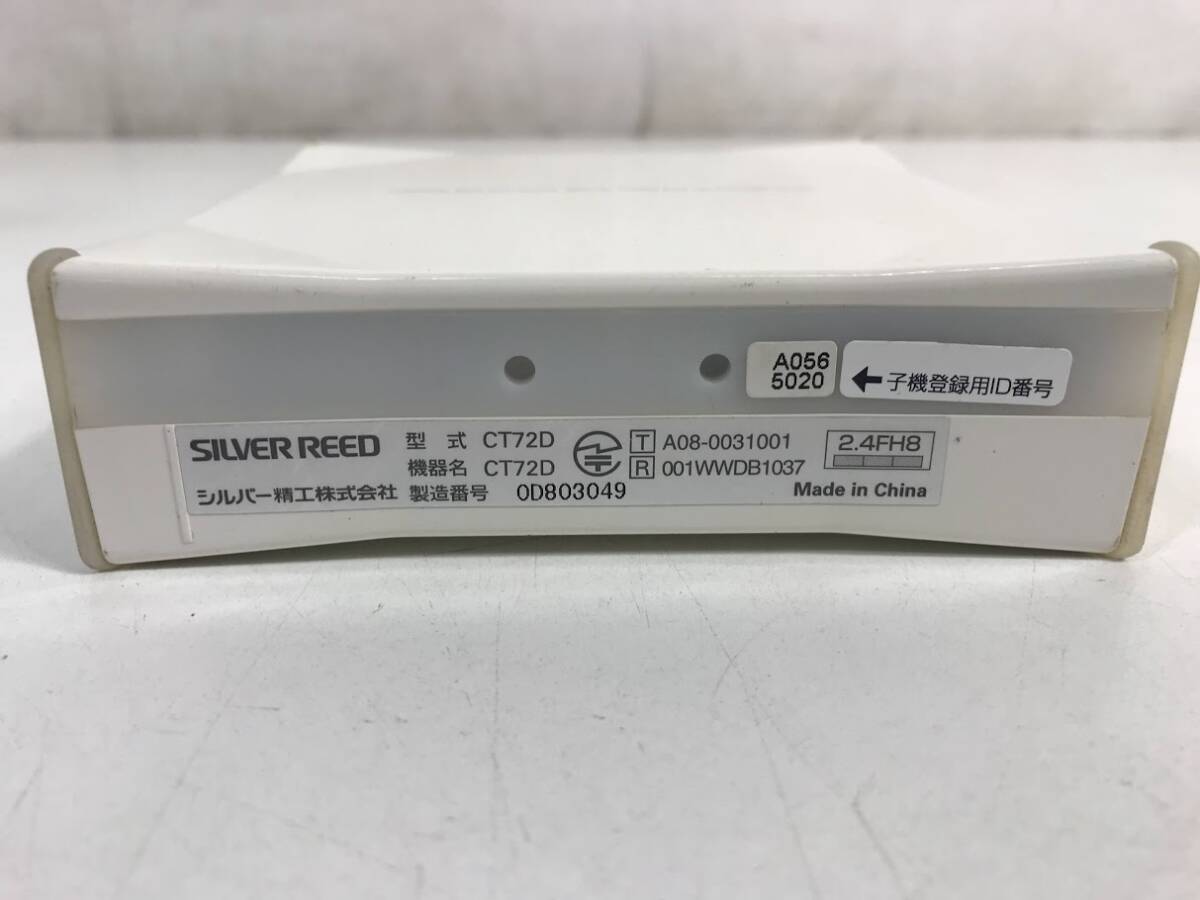 A056
5020
←子機登録用ID番号
SILVER REED 型式 CT72D T A08-0031001 2.4FH8
機器名 CT72D R 001WWDB1037
シルバー精工株式会社 製造番号 0D803049 Made in China